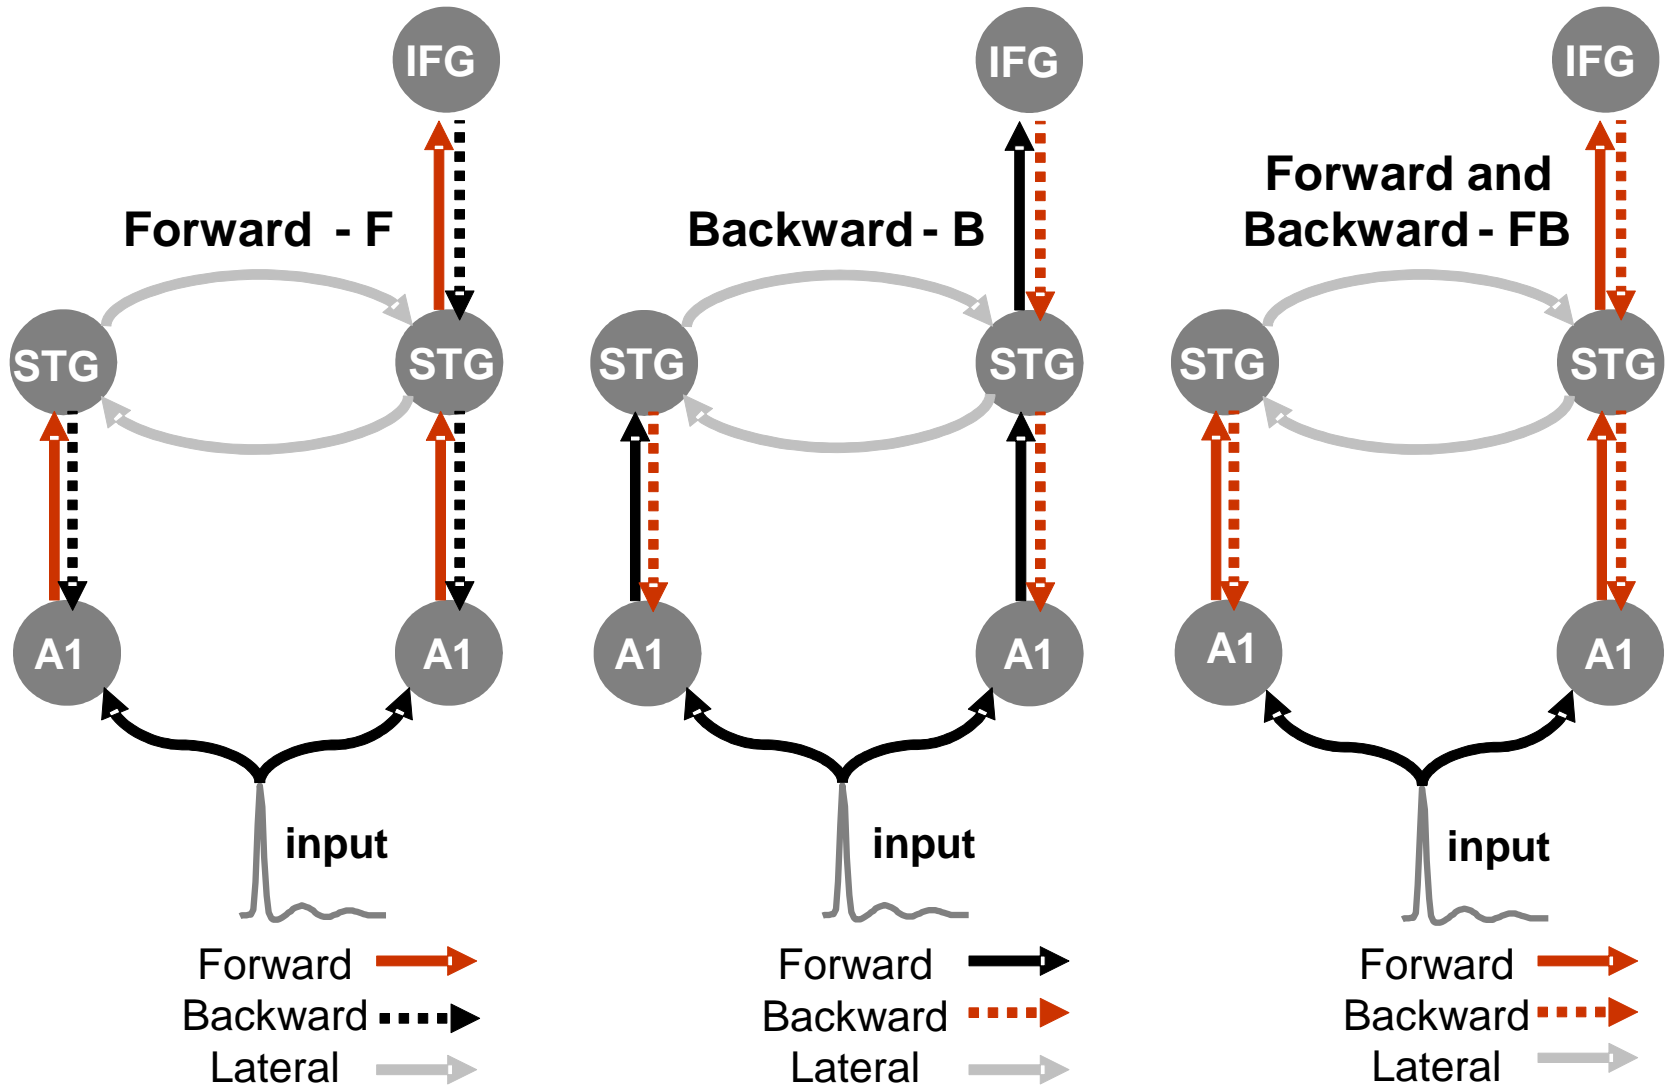 IFG
Forward - F
STG
STG
A1
A1
input
Forward
Backward
Lateral
IFG
Backward - B
STG
STG
A1
A1
input
Forward
Backward
Lateral
IFG
Forward and
Backward - FB
STG
STG
A1
A1
input
Forward
Backward
Lateral